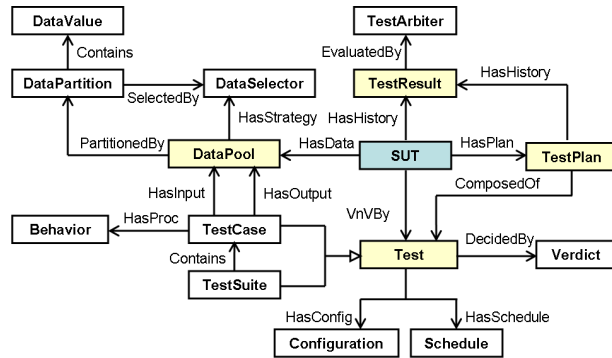 DataValue
TestArbiter
Contains
EvaluatedBy
DataPartition
DataSelector
TestResult
HasHistory
SelectedBy
HasStrategy
HasHistory
PartitionedBy
HasData
HasPlan
DataPool
SUT
TestPlan
HasInput
HasOutput
ComposedOf
VnVBy
HasProc
Behavior
TestCase
DecidedBy
Contains
Test
Verdict
TestSuite
HasConfig
HasSchedule
Configuration
Schedule